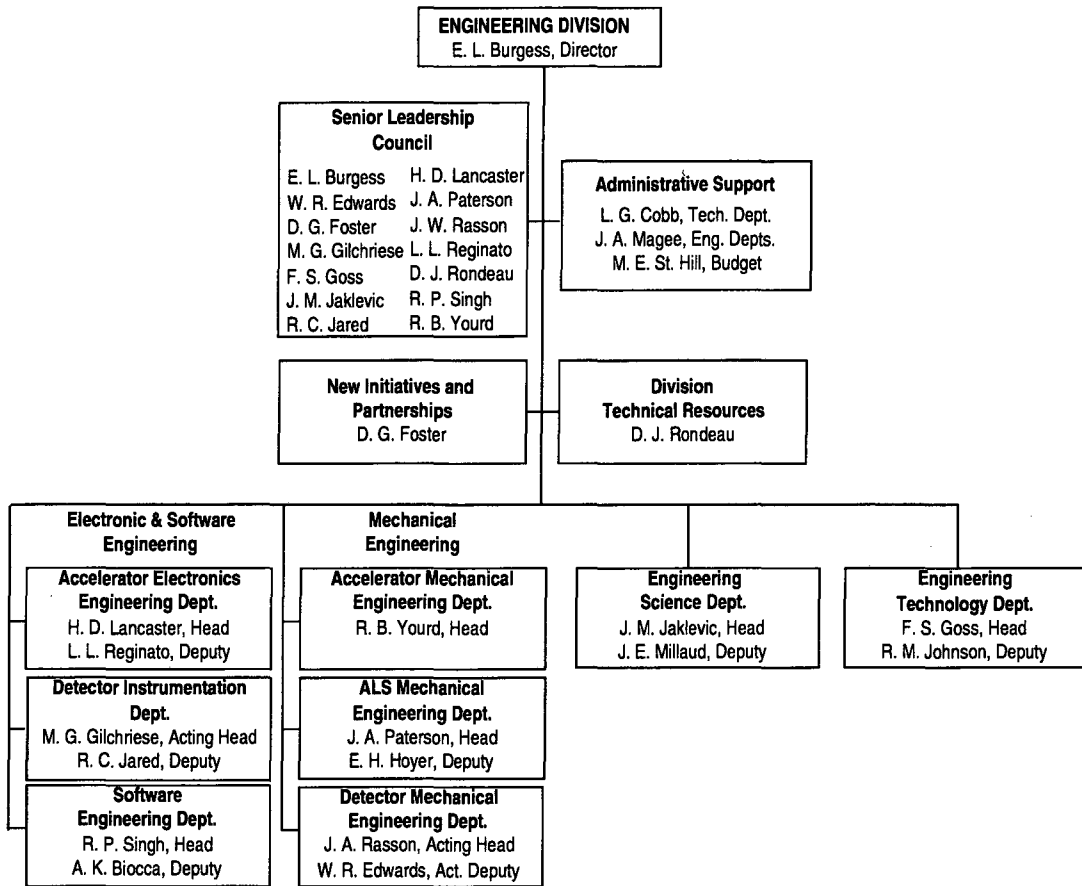 ENGINEERING DIVISION
E. L. Burgess, Director
Senior Leadership
Council
E. L. Burgess
W. R. Edwards
D. G. Foster
M. G. Gilchriese
F. S. Goss
J. M. Jaklevic
R. C. Jared
H. D. Lancaster
J. A. Paterson
J. W. Rasson
L. L. Reginato
D. J. Rondeau
R. P. Singh
R. B. Yourd
Administrative Support
L. G. Cobb, Tech. Dept.
J. A. Magee, Eng. Depts.
M. E. St. Hill, Budget
New Initiatives and
Partnerships
D. G. Foster
Division
Technical Resources
D. J. Rondeau
Electronic & Software
Engineering
Accelerator Electronics
Engineering Dept.
H. D. Lancaster, Head
L. L. Reginato, Deputy
Detector Instrumentation
Dept.
M. G. Gilchriese, Acting Head
R. C. Jared, Deputy
Software
Engineering Dept.
R. P. Singh, Head
A. K. Biocca, Deputy
Mechanical
Engineering
Accelerator Mechanical
Engineering Dept.
R. B. Yourd, Head
ALS Mechanical
Engineering Dept.
J. A. Paterson, Head
E. H. Hoyer, Deputy
Detector Mechanical
Engineering Dept.
J. A. Rasson, Acting Head
W. R. Edwards, Act. Deputy
Engineering
Science Dept.
J. M. Jaklevic, Head
J. E. Millaud, Deputy
Engineering
Technology Dept.
F. S. Goss, Head
R. M. Johnson, Deputy